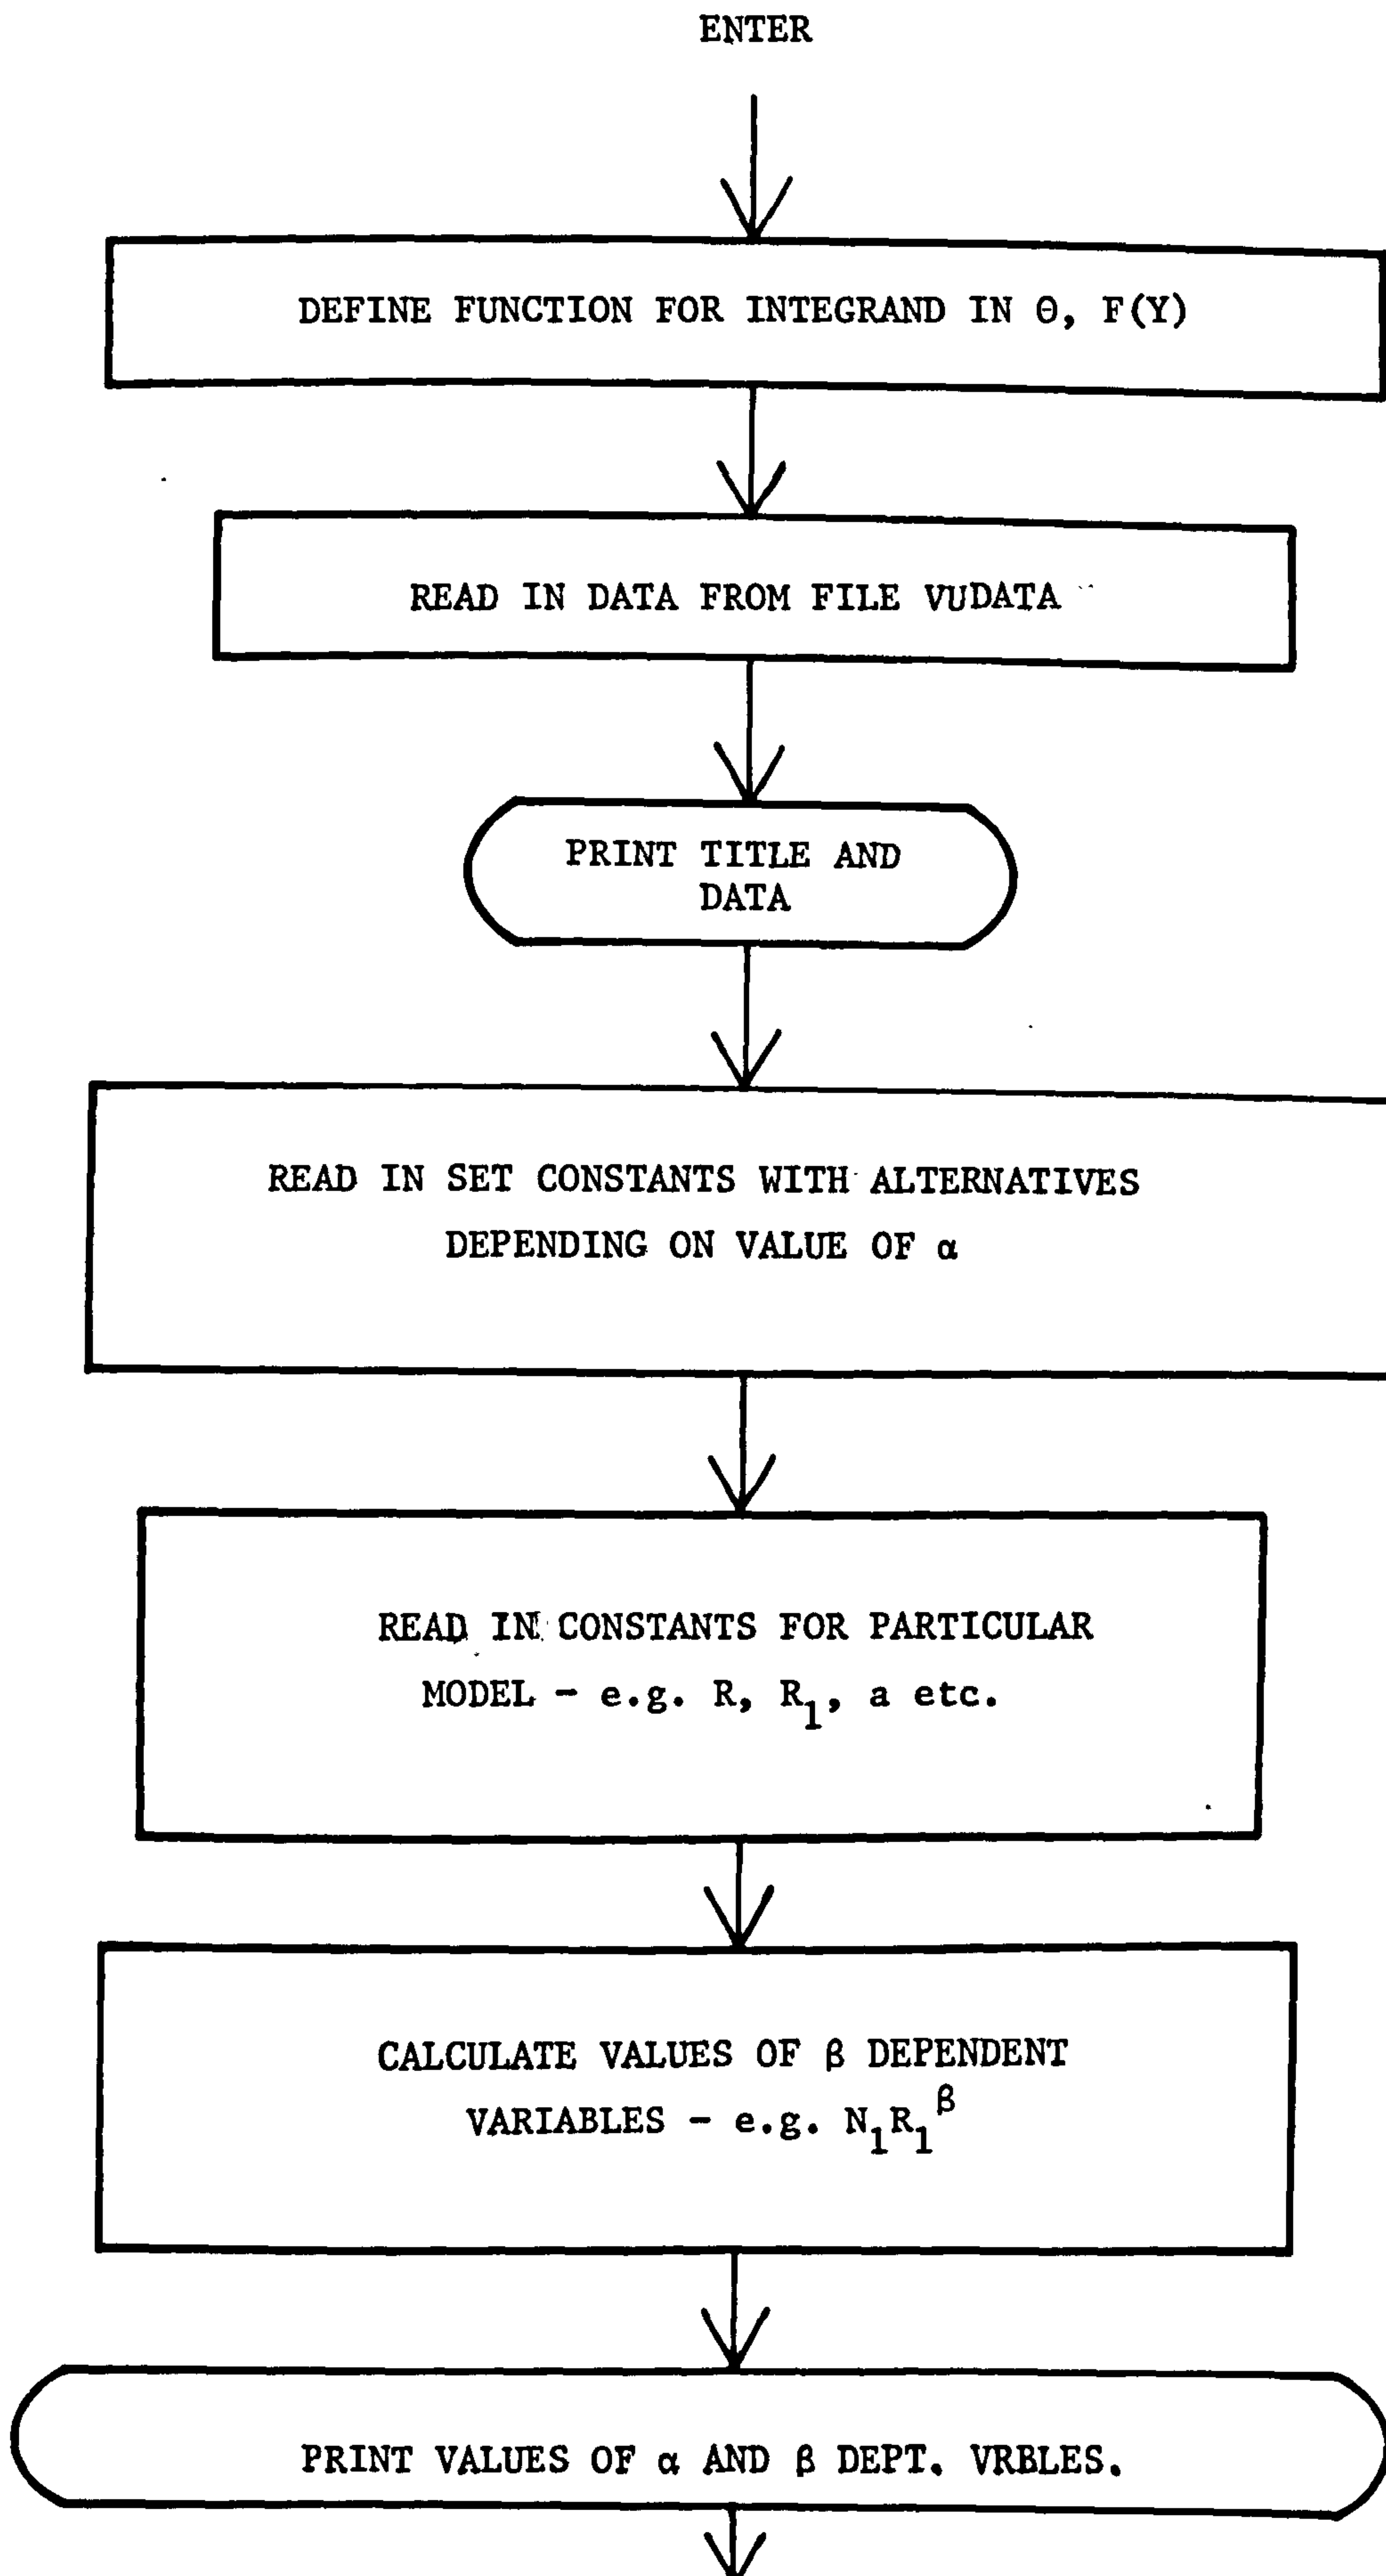 ENTER
DEFINE FUNCTION FOR INTEGRAND IN Θ, F(Y)
READ IN DATA FROM FILE VUDATA
PRINT TITLE AND
DATA
READ IN SET CONSTANTS WITH ALTERNATIVES
DEPENDING ON VALUE OF α
READ IN CONSTANTS FOR PARTICULAR
MODEL - e.g. R, R₁, a etc.
CALCULATE VALUES OF β DEPENDENT
VARIABLES - e.g. N₁R₁^β
PRINT VALUES OF α AND β DEPT. VRBLES.